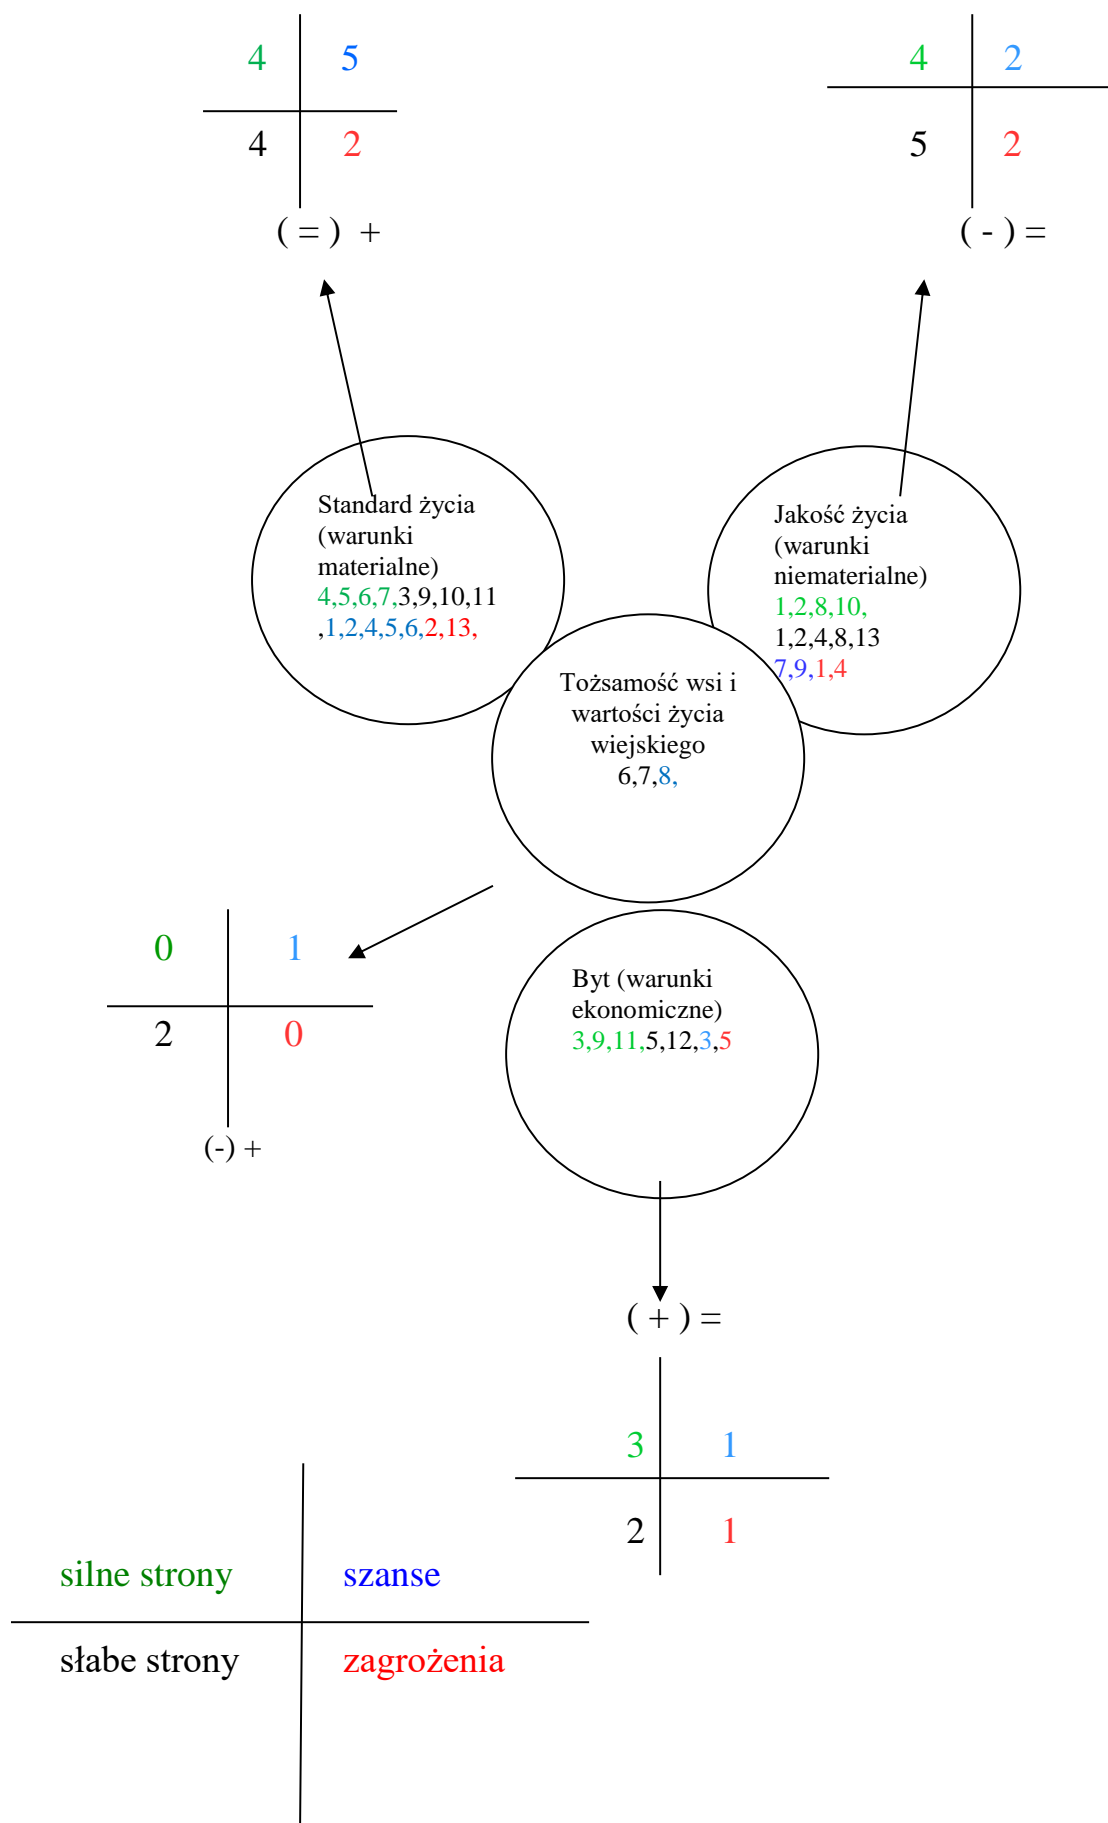 4 5
4 2
( = ) +
4 2
5 2
( - ) =
Standard życia
(warunki
materialne)
4,5,6,7,3,9,10,11
,1,2,4,5,6,2,13,
Jakość życia
(warunki
niematerialne)
1,2,8,10,
1,2,4,8,13
7,9,1,4
Tożsamość wsi i
wartości życia
wiejskiego
6,7,8,
0 1
2 0
(-) +
Byt (warunki
ekonomiczne)
3,9,11,5,12,3,5
( + ) =
3 1
2 1
silne strony szanse
słabe strony zagrożenia